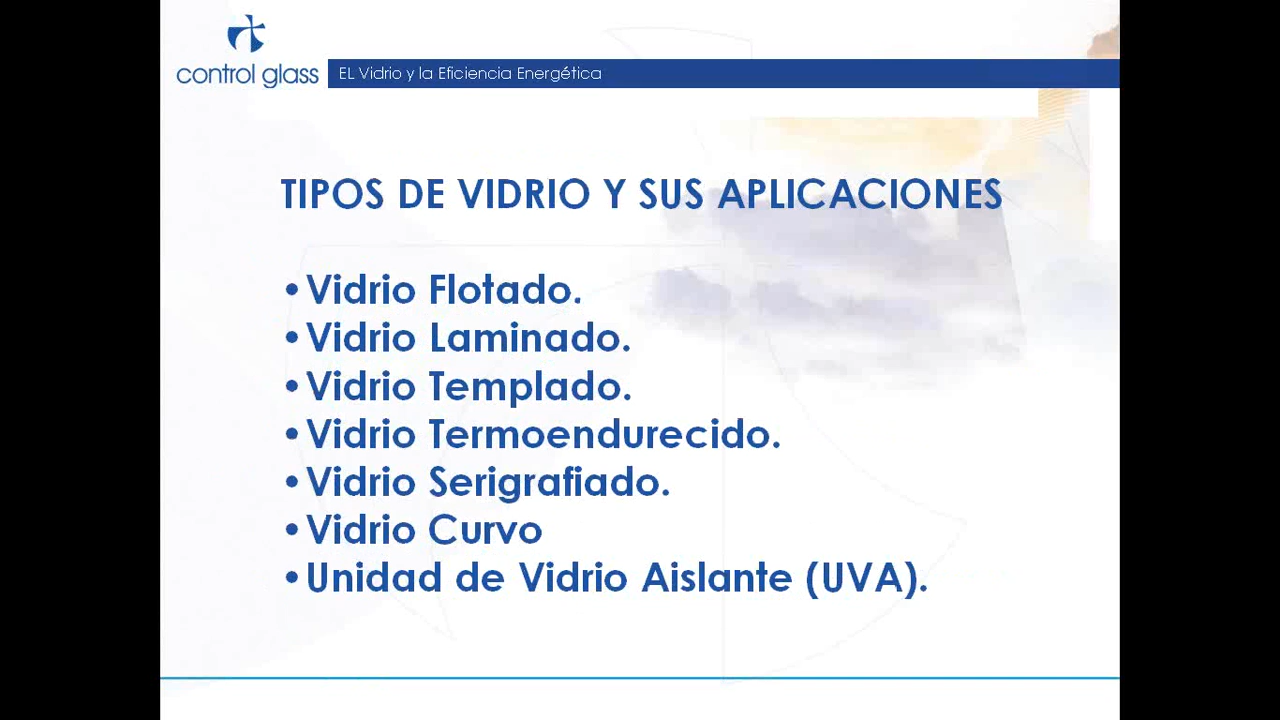 control glass
EL Vidrio y la Eficiencia Energética
TIPOS DE VIDRIO Y SUS APLICACIONES
•Vidrio Flotado.
•Vidrio Laminado.
•Vidrio Templado.
•Vidrio Termoendurecido.
•Vidrio Serigrafiado.
•Vidrio Curvo
•Unidad de Vidrio Aislante (UVA).